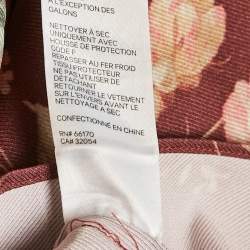 À L'EXCEPTION DES
GALONS
NETTOYER À SEC
UNIQUEMENT AVEC
HOUSSE DE PROTECTION
CODE F
REPASSER AU FER FROID
TISSU PROTECTEUR
NE PAS UTILISER DE
DÉTACHANT
RETOURNER LE VÊTEMENT
SUR L'ENVERS AVANT LE
NETTOYAGE À SEC
CONFECTIONNÉ EN CHINE
RN# 66170
CA# 32054